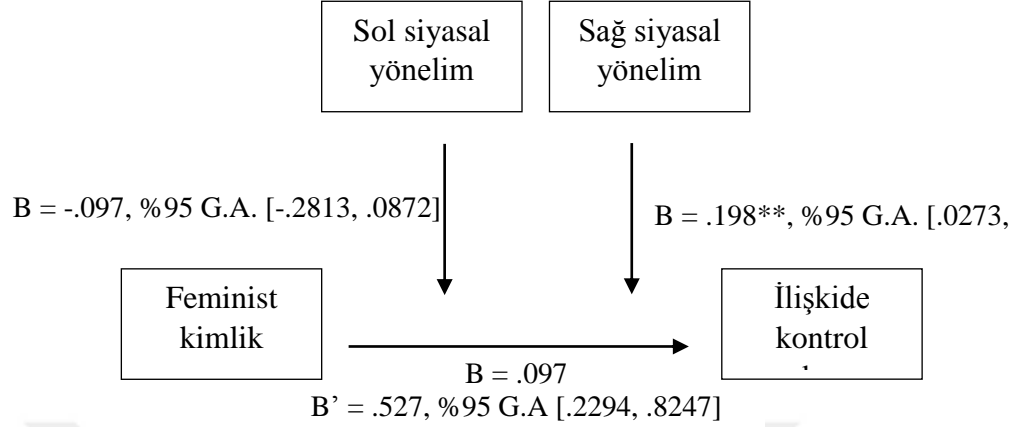 Sol siyasal
yönelim
Sağ siyasal
yönelim
B = -.097, %95 G.A. [-.2813, .0872]
B = .198**, %95 G.A. [.0273,
Feminist
kimlik
İlişkide
kontrol
B = .097
B’ = .527, %95 G.A [.2294, .8247]